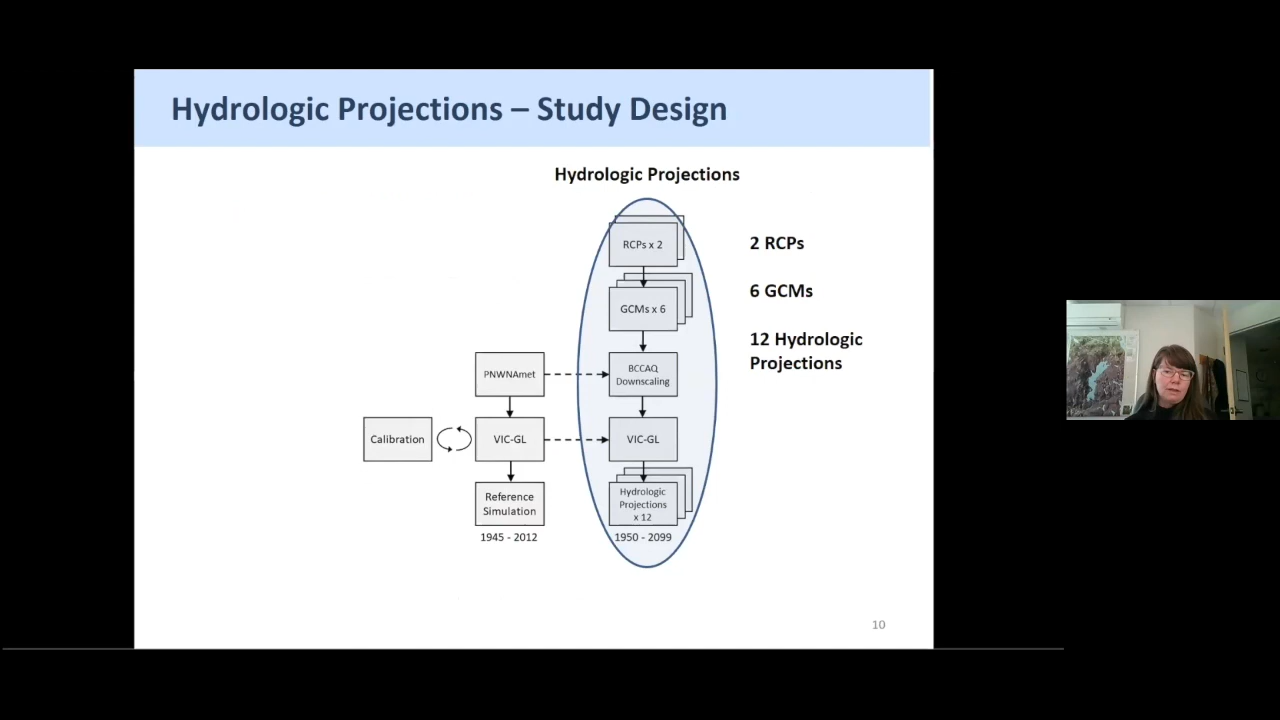 Hydrologic Projections – Study Design
Hydrologic Projections
RCPs x 2
2 RCPs
GCMs x 6
6 GCMs
12 Hydrologic
Projections
PNWNAmet
BCCAQ
Downscaling
Calibration
VIC-GL
VIC-GL
Reference
Simulation
Hydrologic
Projections
x 12
1945 - 2012
1950 - 2099
10